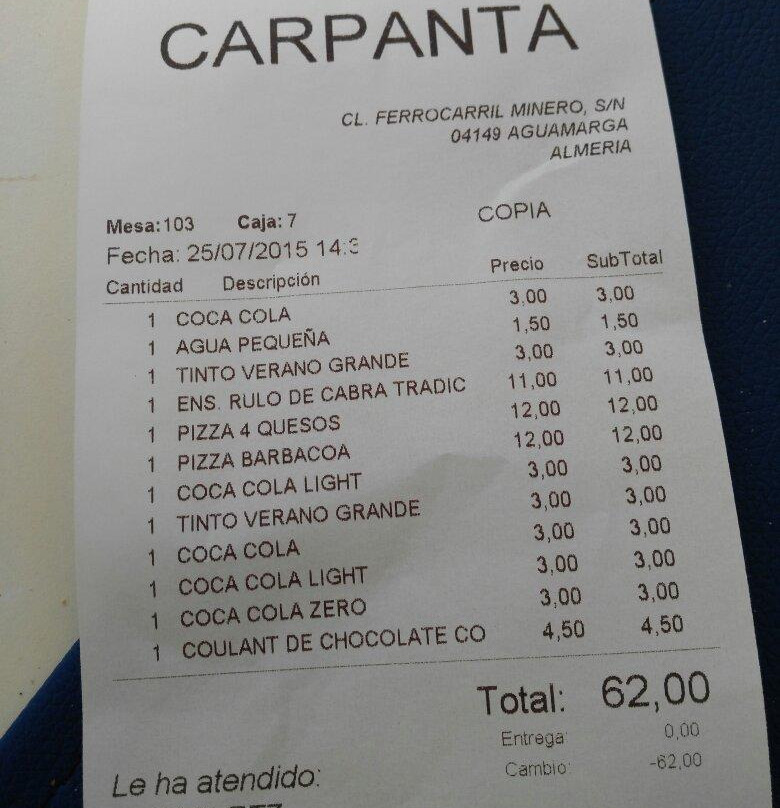 CARPANTA
CL. FERROCARRIL MINERO, S/N
04149 AGUAMARGA
ALMERIA
Mesa: 103 Caja: 7 COPIA
Fecha: 25/07/2015 14:3
Cantidad Descripción Precio SubTotal
1 COCA COLA 3,00 3,00
1 AGUA PEQUEÑA 1,50 1,50
1 TINTO VERANO GRANDE 3,00 3,00
1 ENS. RULO DE CABRA TRADIC 11,00 11,00
1 PIZZA 4 QUESOS 12,00 12,00
1 PIZZA BARBACOA 12,00 12,00
1 COCA COLA LIGHT 3,00 3,00
1 TINTO VERANO GRANDE 3,00 3,00
1 COCA COLA 3,00 3,00
1 COCA COLA LIGHT 3,00 3,00
1 COCA COLA ZERO 3,00 3,00
1 COULANT DE CHOCOLATE CO 4,50 4,50
Total: 62,00
Entrega: 0,00
Cambio: -62,00
Le ha atendido: